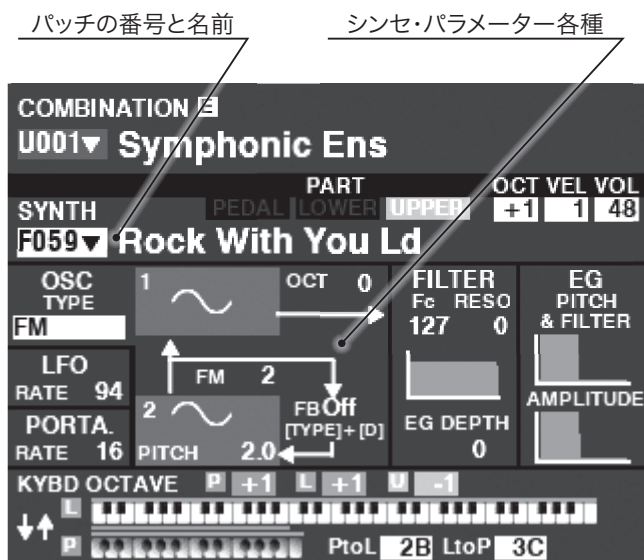 パッチの番号と名前 シンセ・パラメーター各種
COMBINATION E
U001▼ Symphonic Ens
PART OCT VEL VOL
SYNTH PEDAL LOWER UPPER +1 1 48
F059▼ Rock With You Ld
OSC 1 OCT 0 FILTER EG
TYPE Fc RESO PITCH
FM 127 0 & FILTER
LFO FM 2
RATE 94 AMPLITUDE
PORTA. 2 FB Off EG DEPTH
[TYPE]+[D]
RATE 16 PITCH 2.0 0
KYBD OCTAVE P +1 L +1 U -1
L
P PtoL 2B LtoP 3C